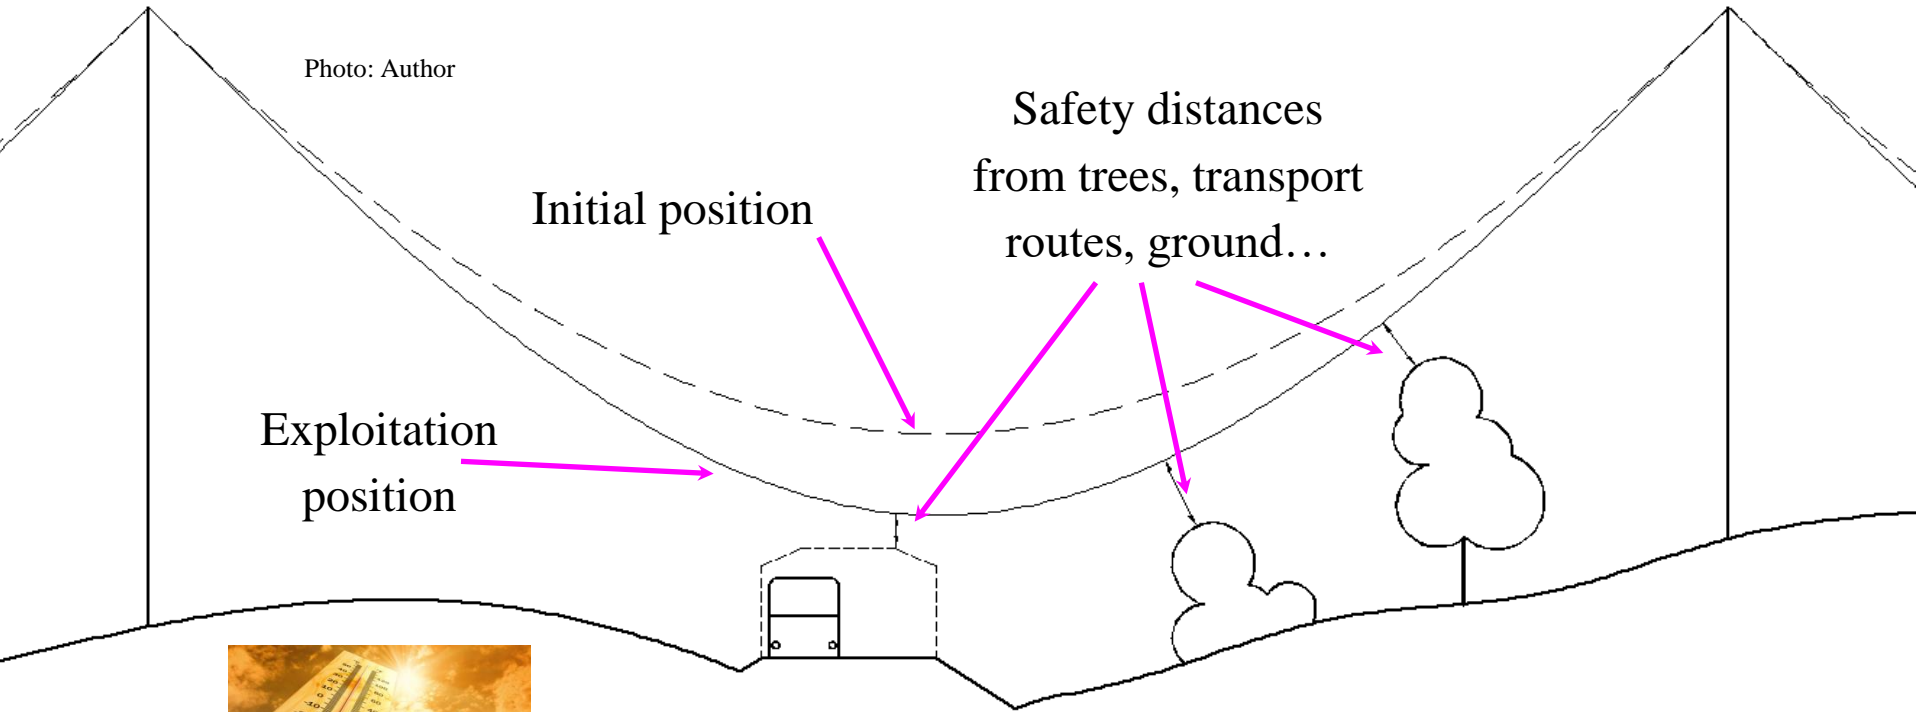 Photo: Author
Safety distances
from trees, transport
routes, ground…
Initial position
Exploitation
position